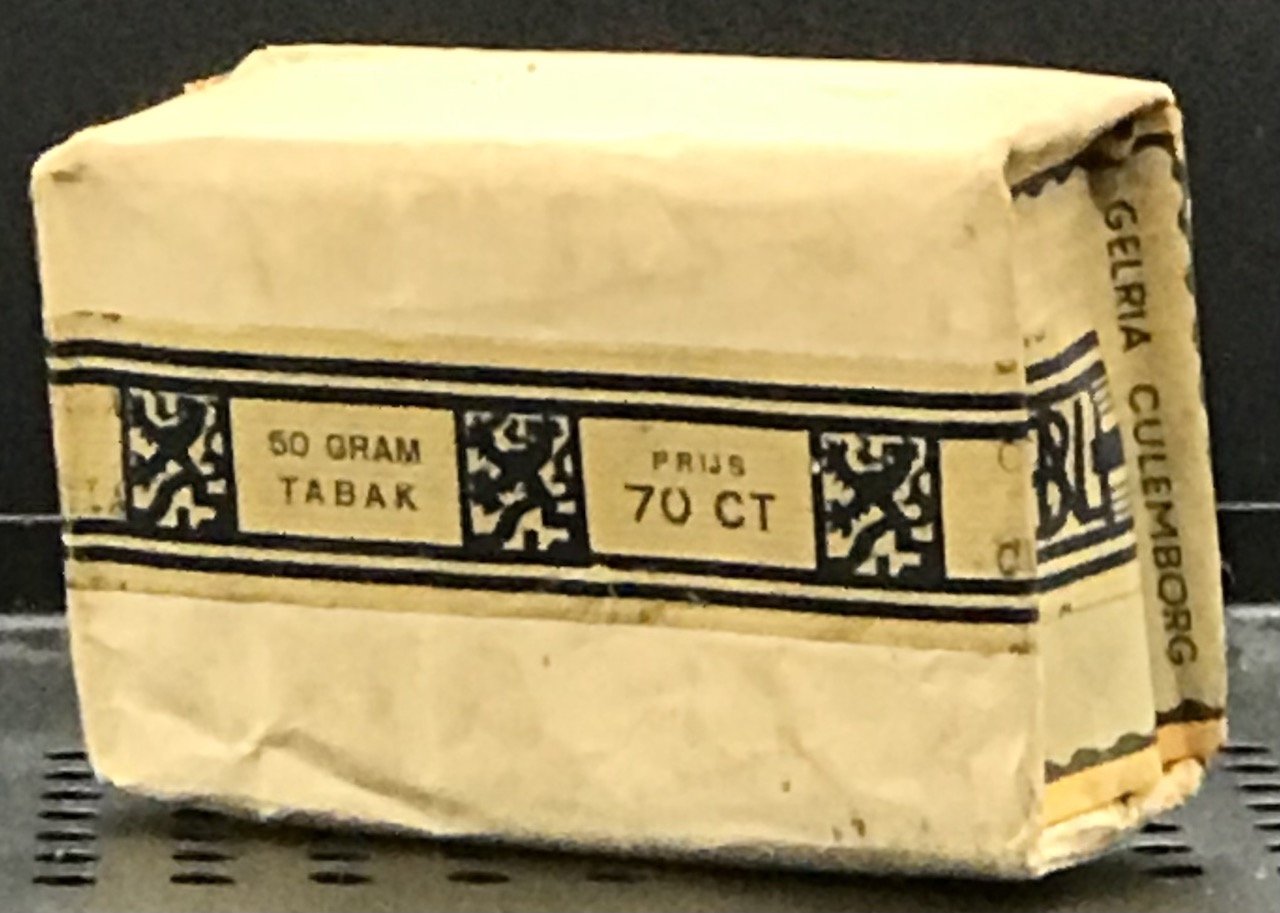 50 GRAM
TABAK
PRIJS
70 CT
GELRIA CULEMBORG